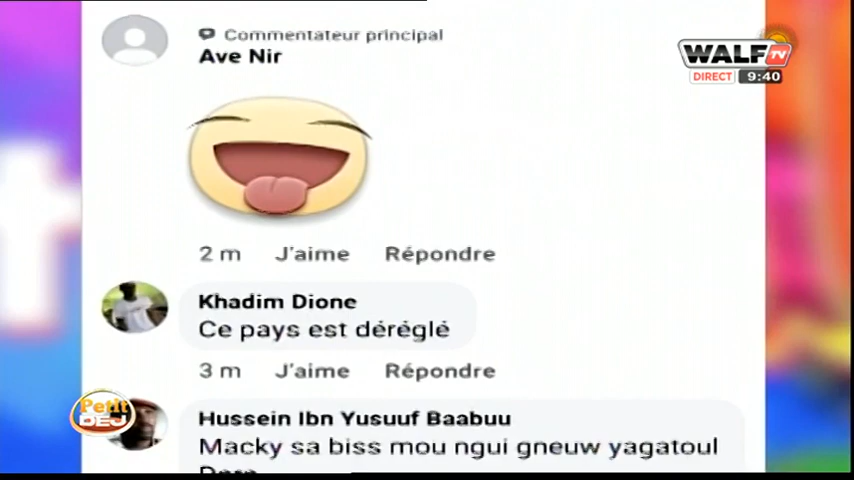 Commentateur principal
Ave Nir
WALF TV
DIRECT 9:40
2 m J'aime Répondre
Khadim Dione
Ce pays est déréglé
3 m J'aime Répondre
Petit
DEJ
Hussein Ibn Yusuuf Baabuu
Macky sa biss mou ngui gneuw yagatoul